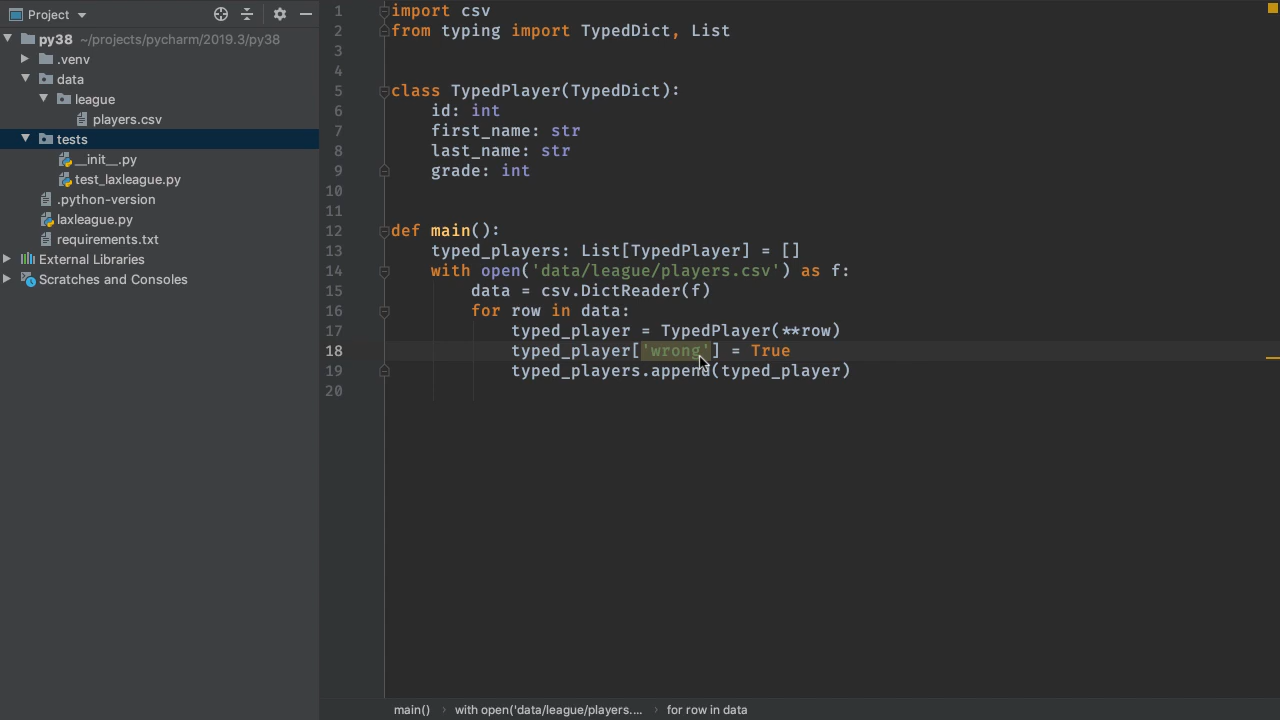 Project
py38 ~/projects/pycharm/2019.3/py38
.venv
data
league
players.csv
tests
__init__.py
test_laxleague.py
.python-version
laxleague.py
requirements.txt
External Libraries
Scratches and Consoles
1 import csv
2 from typing import TypedDict, List
3
4
5 class TypedPlayer(TypedDict):
6     id: int
7     first_name: str
8     last_name: str
9     grade: int
10
11
12 def main():
13     typed_players: List[TypedPlayer] = []
14     with open('data/league/players.csv') as f:
15         data = csv.DictReader(f)
16         for row in data:
17             typed_player = TypedPlayer(**row)
18             typed_player['wrong'] = True
19             typed_players.append(typed_player)
20
main() › with open('data/league/players.... › for row in data